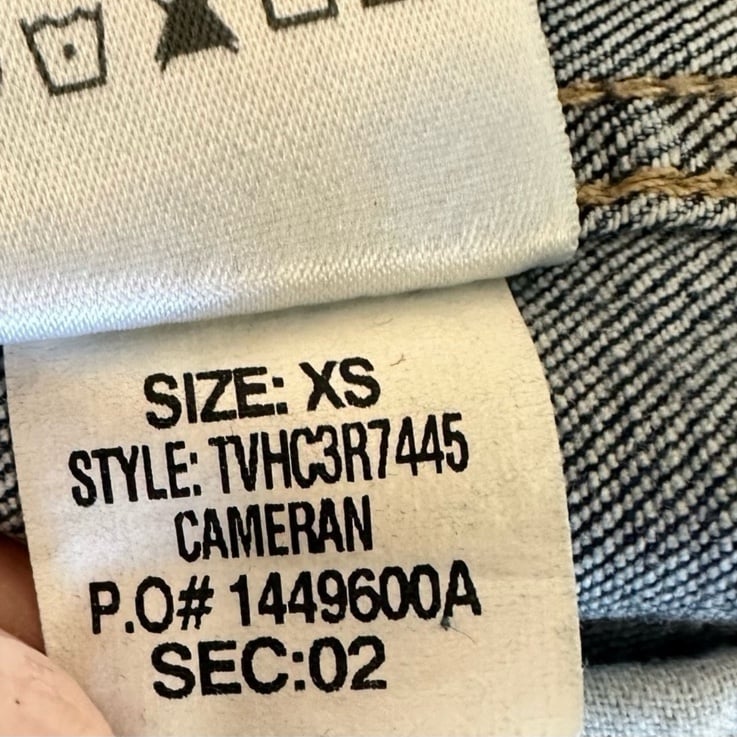 SIZE: XS
STYLE: TVHC3R7445
CAMERAN
P.O# 1449600A
SEC:02